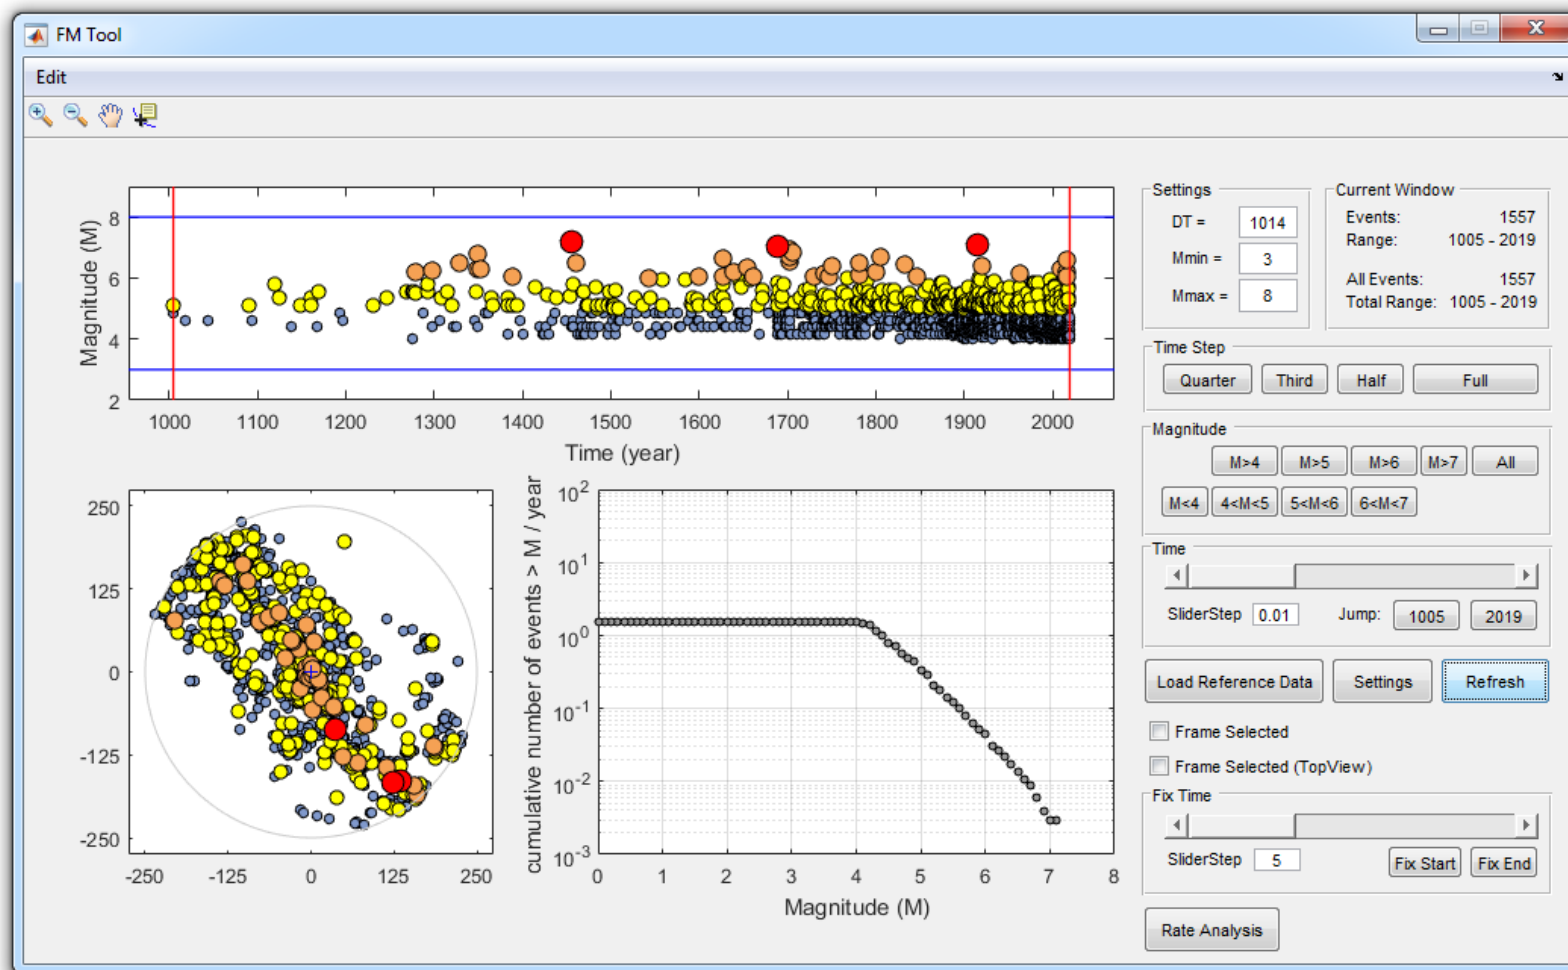 FM Tool
Edit
Magnitude (M)
8
6
4
2
1000 1100 1200 1300 1400 1500 1600 1700 1800 1900 2000
Time (year)
250
125
0
-125
-250
-250 -125 0 125 250
cumulative number of events > M / year
10^2
10^1
10^0
10^-1
10^-2
10^-3
0 1 2 3 4 5 6 7 8
Magnitude (M)
Settings
DT = 1014
Mmin = 3
Mmax = 8
Current Window
Events: 1557
Range: 1005 - 2019
All Events: 1557
Total Range: 1005 - 2019
Time Step
Quarter Third Half Full
Magnitude
M>4 M>5 M>6 M>7 All
M<4 4<M<5 5<M<6 6<M<7
Time
SliderStep 0.01 Jump: 1005 2019
Load Reference Data Settings Refresh
Frame Selected
Frame Selected (TopView)
Fix Time
SliderStep 5 Fix Start Fix End
Rate Analysis